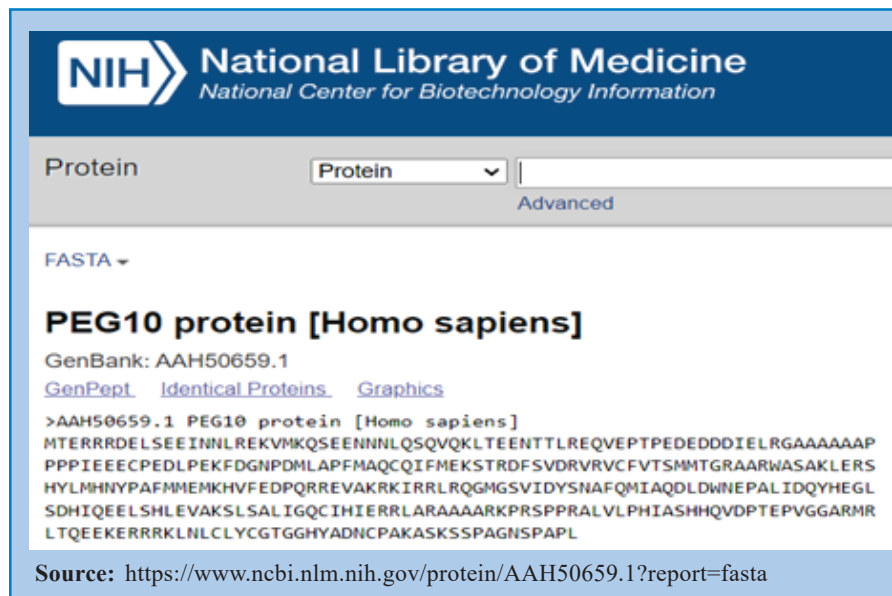 NIH National Library of Medicine
National Center for Biotechnology Information
Protein Protein
Advanced
FASTA
PEG10 protein [Homo sapiens]
GenBank: AAH50659.1
GenPept Identical Proteins Graphics
>AAH50659.1 PEG10 protein [Homo sapiens]
MTERRRDELSEEINNLREKVMKQSEENNNLQSQVQKLTEENTTLREQVEPTPEDEDDDIELRGAAAAAAP
PPPIEEECPEDLPEKFDGNPDMLAPFMAQCQIFMEKSTRDFSVDRVRVCFVTSMMTGRAARWASAKLERS
HYLMHNYPAFMMEMKHVFEDPQRREVAKRKIRRLRQGMGSVIDYSNAFQMIAQDLDWNEPALIDQYHEGL
SDHIQEELSHLEVAKSLSALIGQCIHIERRLARAAAARKPRSPPRALVLPHIASHHQVDPTEPVGGARMR
LTQEEKERRRKLNLCLYCGTGGHYADNCPAKASKSSPAGNSPAPL
Source: https://www.ncbi.nlm.nih.gov/protein/AAH50659.1?report=fasta